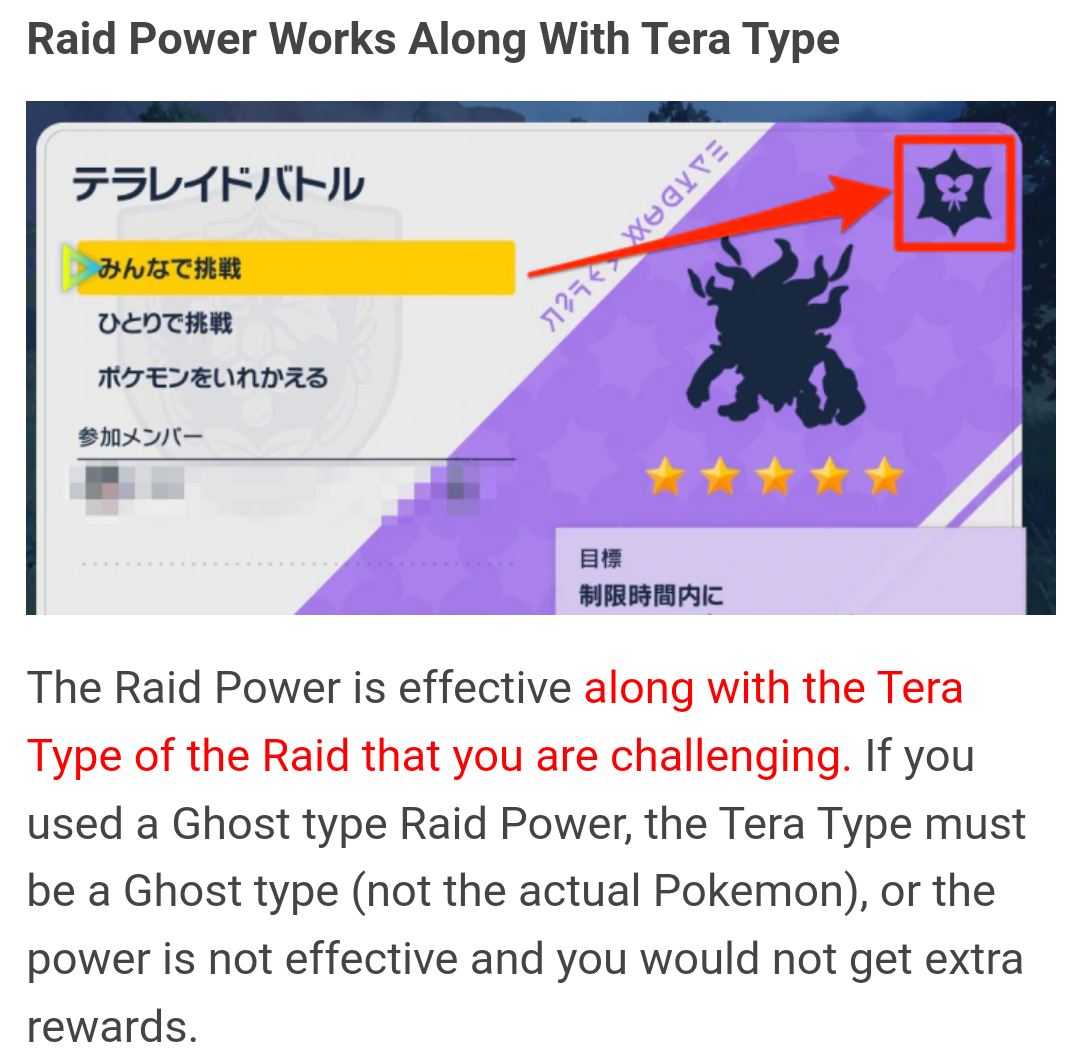 Raid Power Works Along With Tera Type
テラレイドバトル
みんなで挑戦
ひとりで挑戦
ポケモンをいれかえる
参加メンバー
目標
制限時間内に
The Raid Power is effective along with the Tera
Type of the Raid that you are challenging. If you
used a Ghost type Raid Power, the Tera Type must
be a Ghost type (not the actual Pokemon), or the
power is not effective and you would not get extra
rewards.